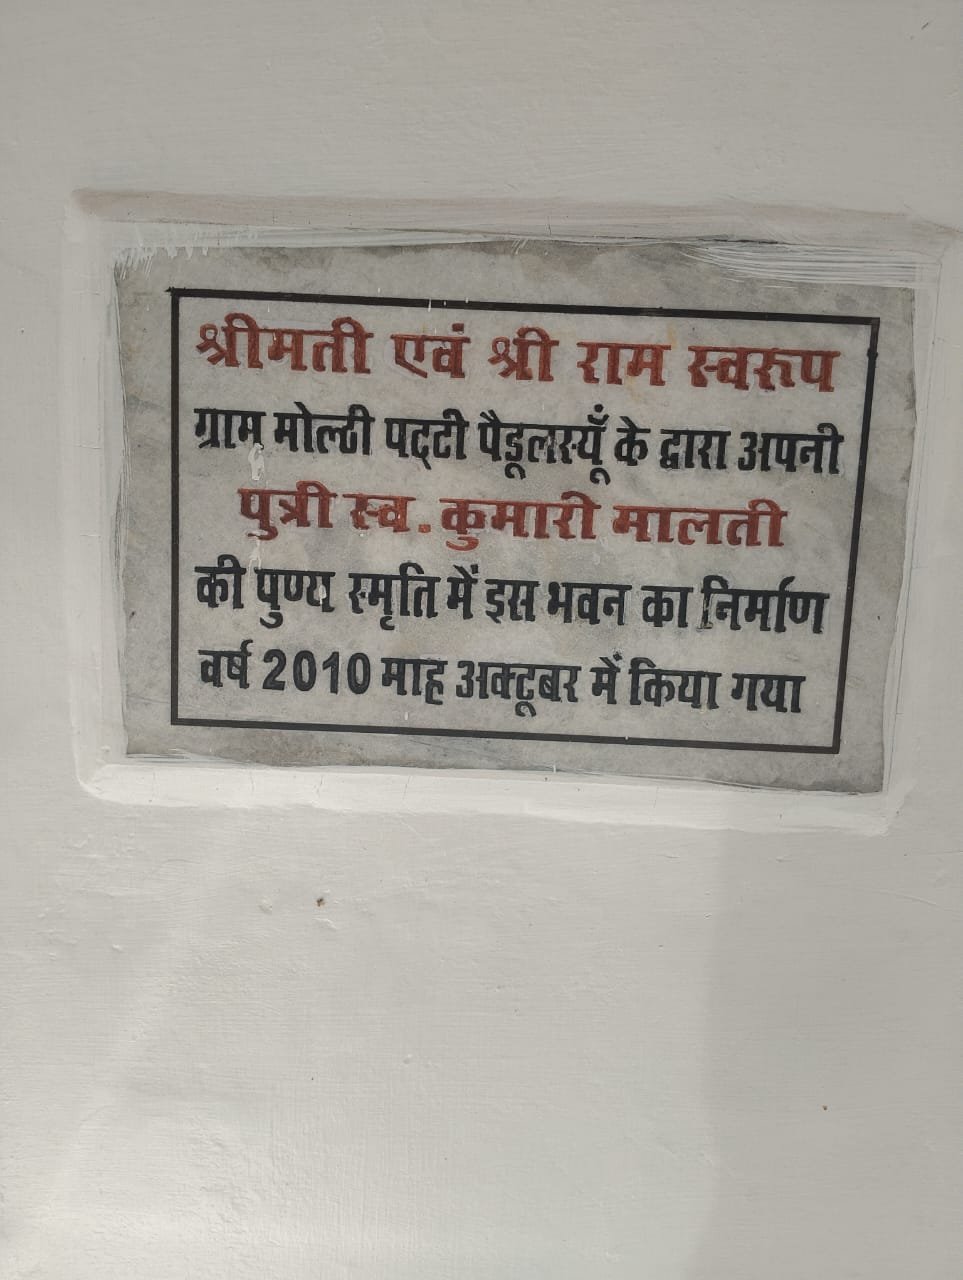 श्रीमती एवं श्री राम स्वरूप
ग्राम मोल्ठी पट्टी पैडूलस्यूँ के द्वारा अपनी
पुत्री स्व. कुमारी मालती
की पुण्य स्मृति में इस भवन का निर्माण
वर्ष 2010 माह अक्टूबर में किया गया